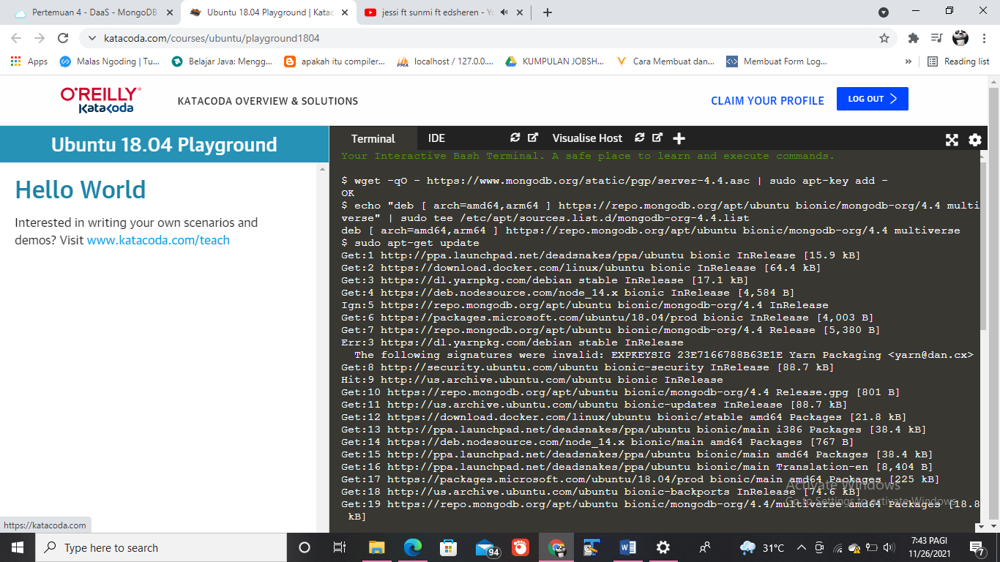 Pertemuan 4 - DaaS - MongoDB
Ubuntu 18.04 Playground | Katac
jessi ft sunmi ft edsheren - Yo
katacoda.com/courses/ubuntu/playground1804
Apps
Malas Ngoding | Tu...
Belajar Java: Mengg...
apakah itu compiler...
localhost / 127.0.0....
KUMPULAN JOBSH...
Cara Membuat dan...
Membuat Form Log...
»
Reading list
O'REILLY
Katacoda
KATACODA OVERVIEW & SOLUTIONS
CLAIM YOUR PROFILE
LOG OUT
Ubuntu 18.04 Playground
Hello World
Interested in writing your own scenarios and
demos? Visit www.katacoda.com/teach
https://katacoda.com
Terminal
IDE
Visualise Host
Your Interactive Bash Terminal. A safe place to learn and execute commands.
$ wget -qO - https://www.mongodb.org/static/pgp/server-4.4.asc | sudo apt-key add -
OK
$ echo "deb [ arch=amd64,arm64 ] https://repo.mongodb.org/apt/ubuntu bionic/mongodb-org/4.4 multi
verse" | sudo tee /etc/apt/sources.list.d/mongodb-org-4.4.list
deb [ arch=amd64,arm64 ] https://repo.mongodb.org/apt/ubuntu bionic/mongodb-org/4.4 multiverse
$ sudo apt-get update
Get:1 http://ppa.launchpad.net/deadsnakes/ppa/ubuntu bionic InRelease [15.9 kB]
Get:2 https://download.docker.com/linux/ubuntu bionic InRelease [64.4 kB]
Get:3 https://dl.yarnpkg.com/debian stable InRelease [17.1 kB]
Get:4 https://deb.nodesource.com/node_14.x bionic InRelease [4,584 B]
Ign:5 https://repo.mongodb.org/apt/ubuntu bionic/mongodb-org/4.4 InRelease
Get:6 https://packages.microsoft.com/ubuntu/18.04/prod bionic InRelease [4,003 B]
Get:7 https://repo.mongodb.org/apt/ubuntu bionic/mongodb-org/4.4 Release [5,380 B]
Err:3 https://dl.yarnpkg.com/debian stable InRelease
The following signatures were invalid: EXPKEYSIG 23E7166788B63E1E Yarn Packaging <yarn@dan.cx>
Get:8 http://security.ubuntu.com/ubuntu bionic-security InRelease [88.7 kB]
Hit:9 http://us.archive.ubuntu.com/ubuntu bionic InRelease
Get:10 https://repo.mongodb.org/apt/ubuntu bionic/mongodb-org/4.4 Release.gpg [801 B]
Get:11 http://us.archive.ubuntu.com/ubuntu bionic-updates InRelease [88.7 kB]
Get:12 https://download.docker.com/linux/ubuntu bionic/stable amd64 Packages [21.8 kB]
Get:13 http://ppa.launchpad.net/deadsnakes/ppa/ubuntu bionic/main i386 Packages [38.4 kB]
Get:14 https://deb.nodesource.com/node_14.x bionic/main amd64 Packages [767 B]
Get:15 http://ppa.launchpad.net/deadsnakes/ppa/ubuntu bionic/main amd64 Packages [38.4 kB]
Get:16 http://ppa.launchpad.net/deadsnakes/ppa/ubuntu bionic/main Translation-en [8,404 B]
Get:17 https://packages.microsoft.com/ubuntu/18.04/prod bionic/main amd64 Packages [225 kB]
Get:18 http://us.archive.ubuntu.com/ubuntu bionic-backports InRelease [74.6 kB]
Get:19 https://repo.mongodb.org/apt/ubuntu bionic/mongodb-org/4.4/multiverse amd64 Packages [18.8
kB]
Activate Windows
Go to Settings to activate Windows.
Type here to search
94
31°C
7:43 PAGI
11/26/2021
7